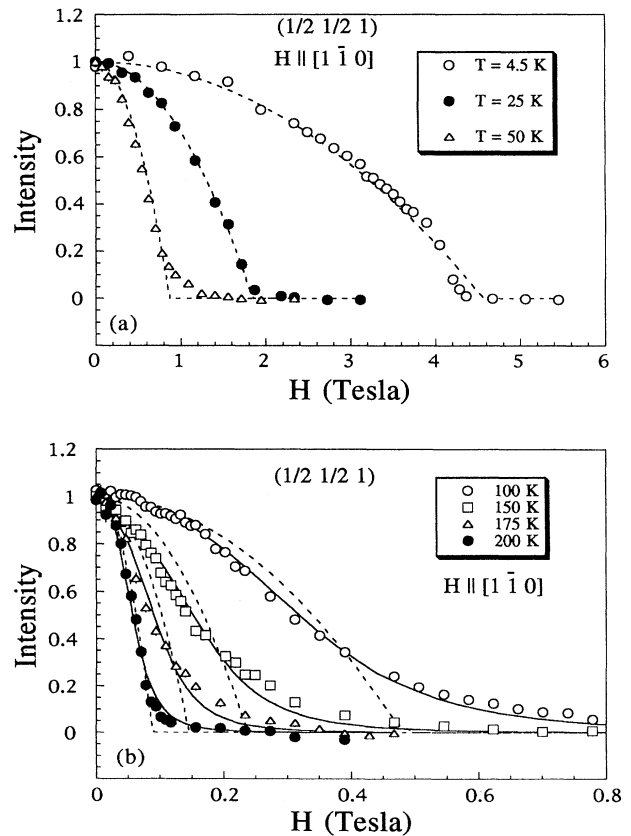 (1/2 1/2 1)
H || [1 1̄ 0]
T = 4.5 K
T = 25 K
T = 50 K
1.2
1
0.8
0.6
0.4
0.2
0
Intensity
(a)
0 1 2 3 4 5 6
H (Tesla)
(1/2 1/2 1)
100 K
150 K
175 K
200 K
H || [1 1̄ 0]
1.2
1
0.8
0.6
0.4
0.2
0
Intensity
(b)
0 0.2 0.4 0.6 0.8
H (Tesla)